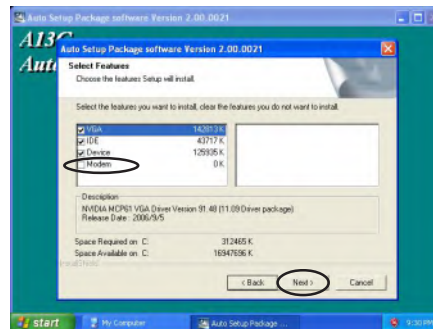 Auto Setup Package software Version 2.00.0021
A13G
Auto Setup Package software Version 2.00.0021
Auto
Select Features
Choose the features Setup will install.
Select the features you want to install, clear the features you do not want to install.
VGA 142813 K
IDE 43717 K
Device 125935 K
Modem 0 K
Description
NVIDIA MCP61 VGA Driver Version 91.48 (11.09 Driver package)
Release Date : 2006/9/5
Space Required on C: 312465 K
Space Available on C: 16947696 K
InstallShield
< Back Next > Cancel
start My Computer Auto Setup Package ... 9:30 PM